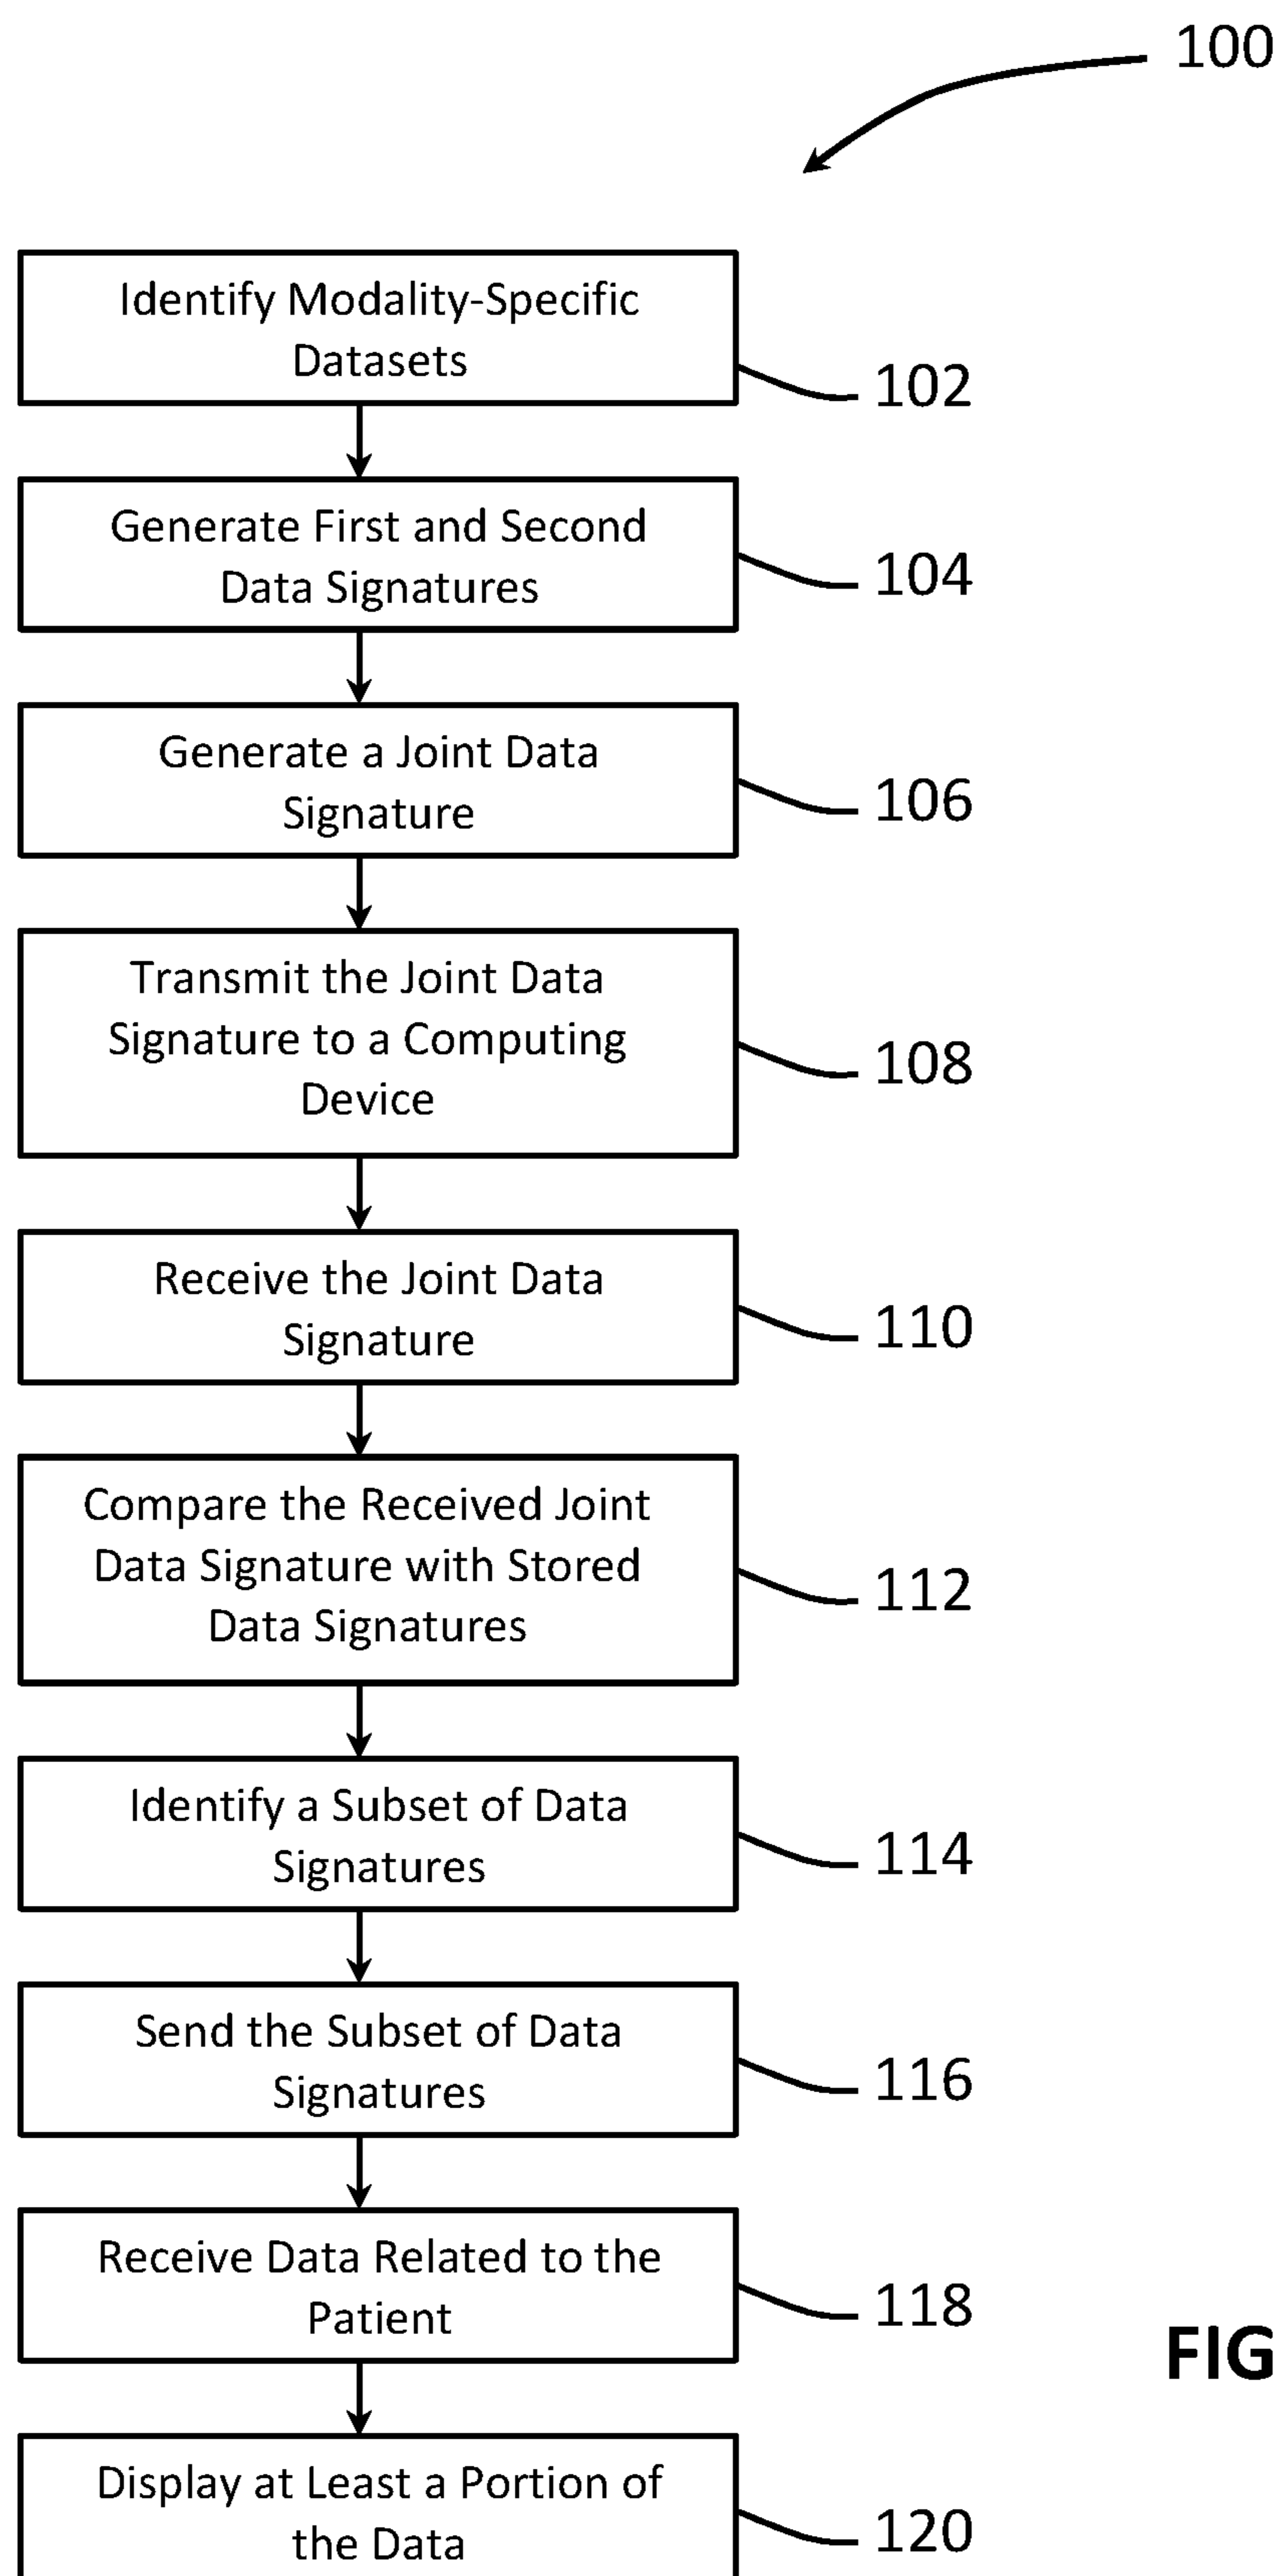 100
Identify Modality-Specific
Datasets
102
Generate First and Second
Data Signatures
104
Generate a Joint Data
Signature
106
Transmit the Joint Data
Signature to a Computing
Device
108
Receive the Joint Data
Signature
110
Compare the Received Joint
Data Signature with Stored
Data Signatures
112
Identify a Subset of Data
Signatures
114
Send the Subset of Data
Signatures
116
Receive Data Related to the
Patient
118
FIG
Display at Least a Portion of
the Data
120